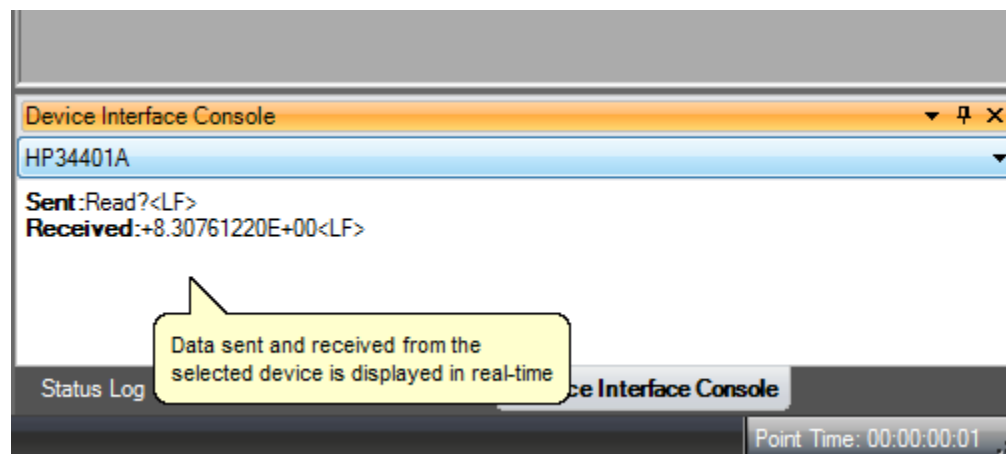 Device Interface Console
HP34401A
Sent:Read?<LF>
Received:+8.30761220E+00<LF>
Data sent and received from the
selected device is displayed in real-time
Status Log
Interface Console
Point Time: 00:00:00:01